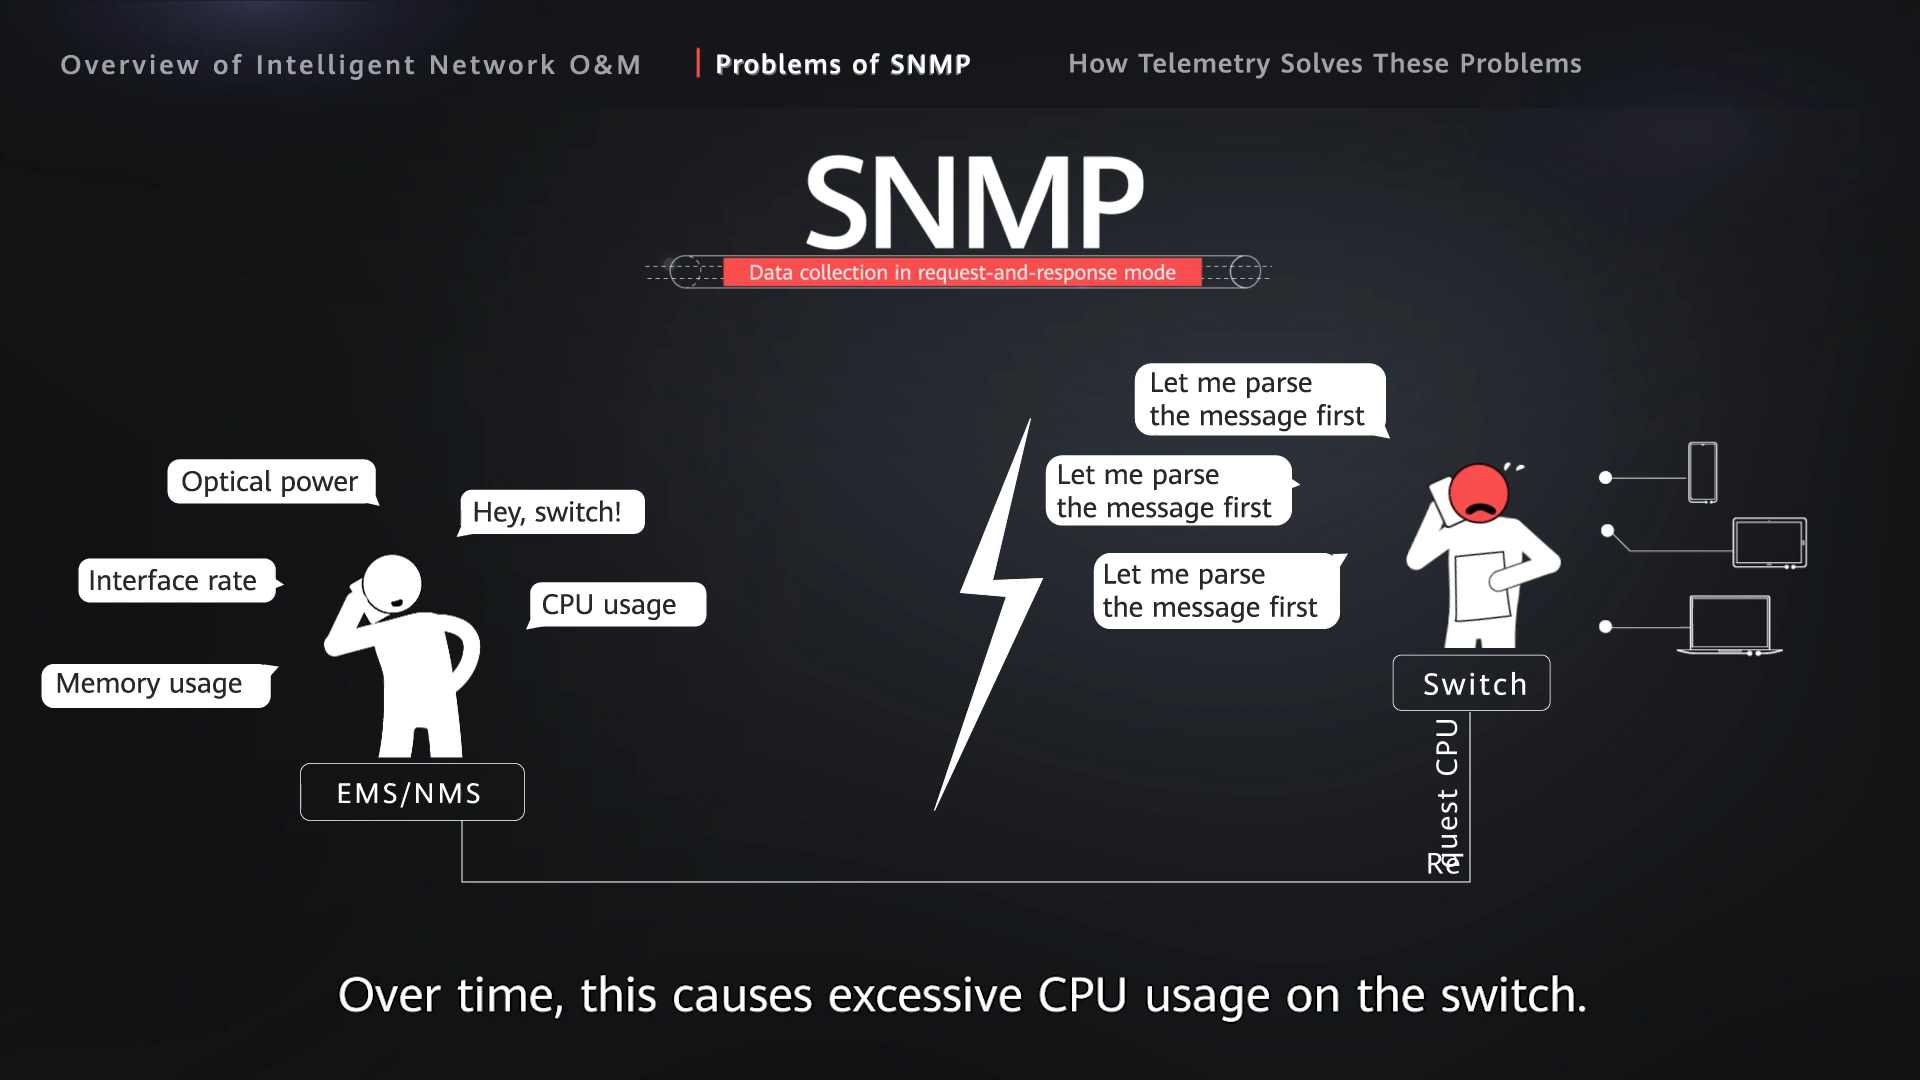 Overview of Intelligent Network O&M
Problems of SNMP
How Telemetry Solves These Problems
SNMP
Data collection in request-and-response mode
Optical power
Hey, switch!
Interface rate
CPU usage
Memory usage
EMS/NMS
Let me parse
the message first
Let me parse
the message first
Let me parse
the message first
Switch
Request CPU
Over time, this causes excessive CPU usage on the switch.